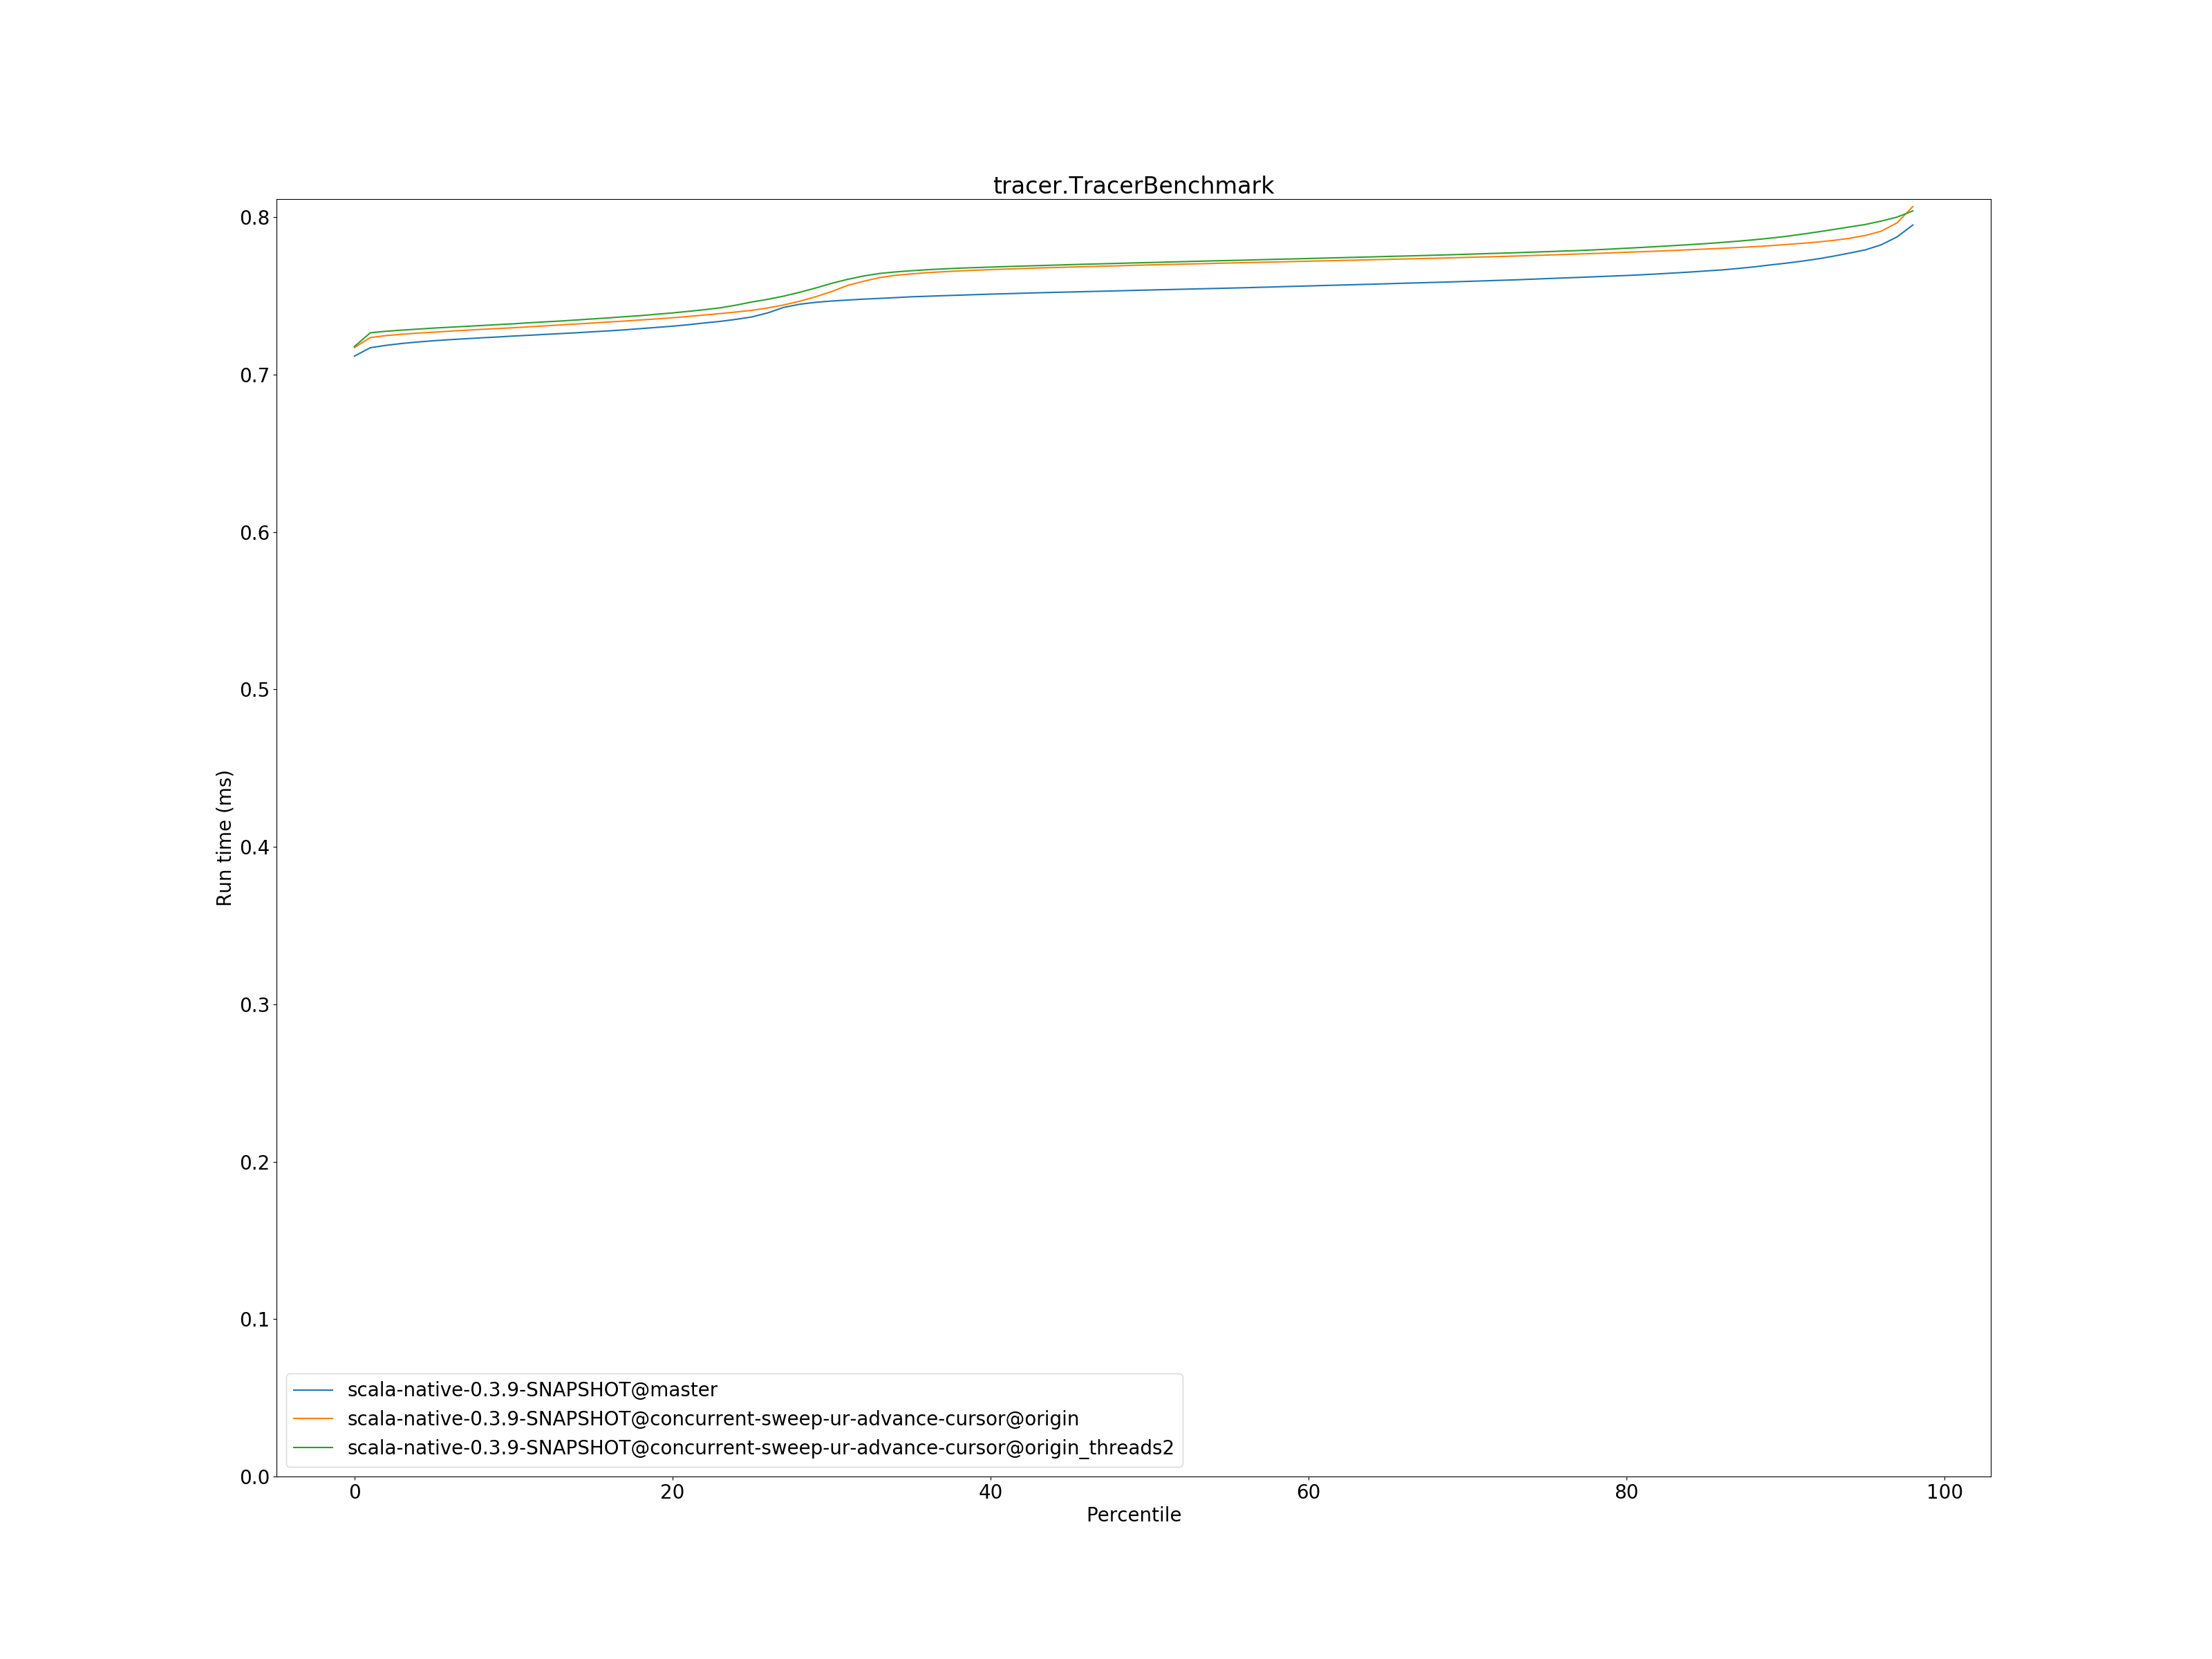 tracer.TracerBenchmark
0.8
0.7
0.6
0.5
0.4
0.3
0.2
0.1
0.0
Run time (ms)
scala-native-0.3.9-SNAPSHOT@master
scala-native-0.3.9-SNAPSHOT@concurrent-sweep-ur-advance-cursor@origin
scala-native-0.3.9-SNAPSHOT@concurrent-sweep-ur-advance-cursor@origin_threads2
0 20 40 60 80 100
Percentile